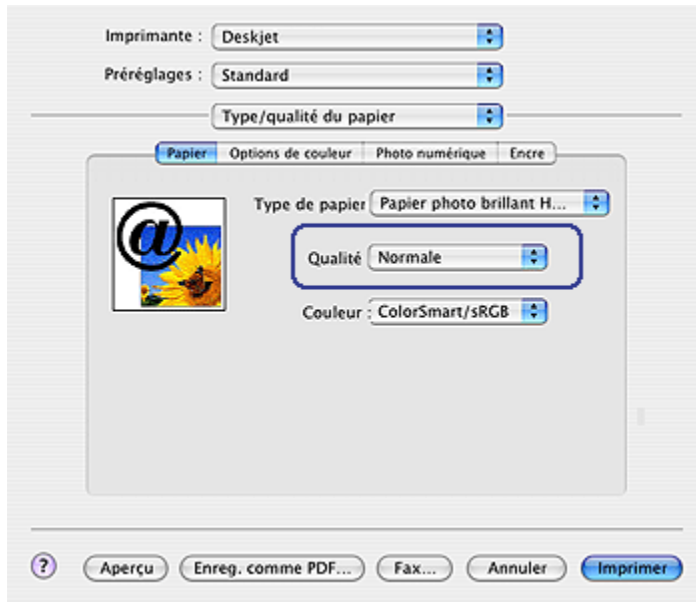 Imprimante : Deskjet
Préréglages : Standard
Type/qualité du papier
Papier Options de couleur Photo numérique Encre
Type de papier Papier photo brillant H...
@
Qualité Normale
Couleur : ColorSmart/sRGB
? Aperçu Enreg. comme PDF... Fax... Annuler Imprimer